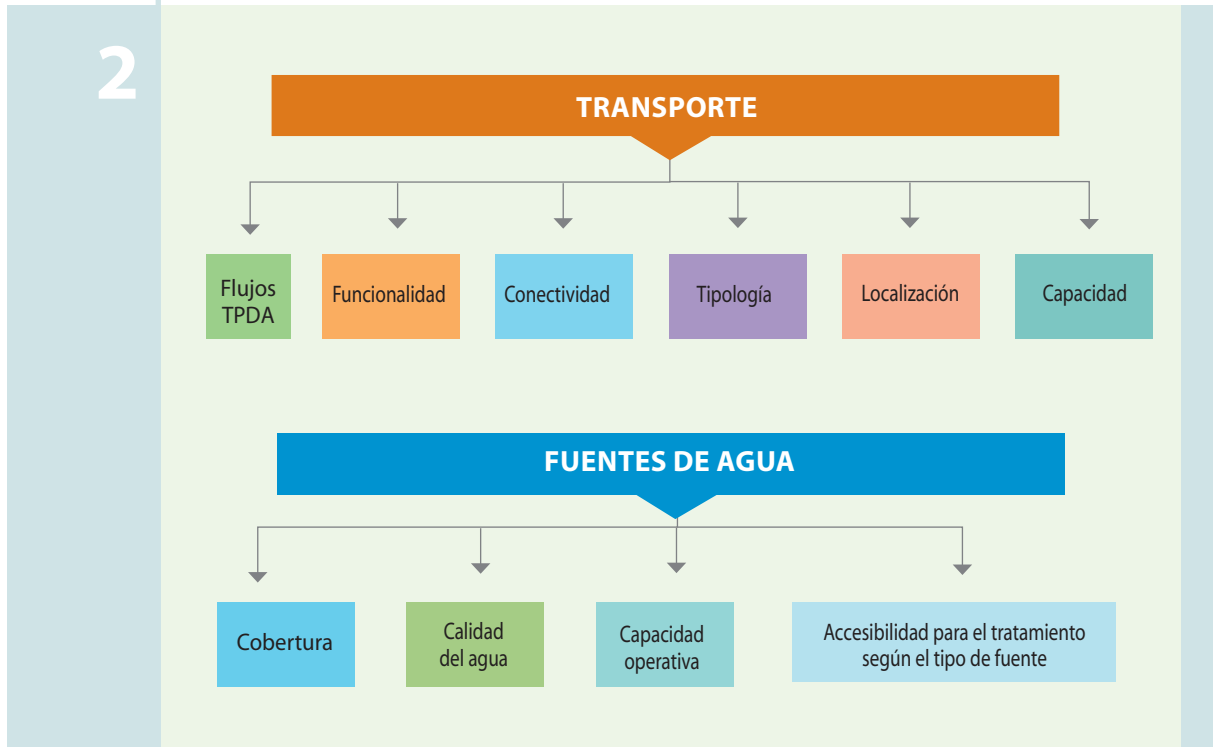 2
TRANSPORTE
Flujos
TPDA
Funcionalidad
Conectividad
Tipología
Localización
Capacidad
FUENTES DE AGUA
Cobertura
Calidad
del agua
Capacidad
operativa
Accesibilidad para el tratamiento
según el tipo de fuente